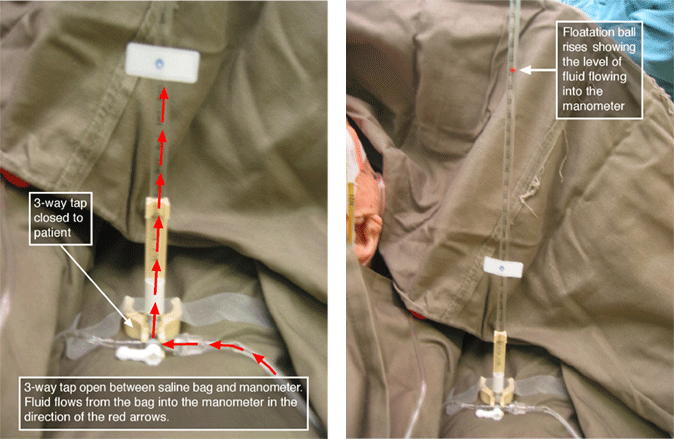 3-way tap
closed to
patient
3-way tap open between saline bag and manometer.
Fluid flows from the bag into the manometer in the
direction of the red arrows.
Floatation ball
rises showing
the level of
fluid flowing
into the
manometer